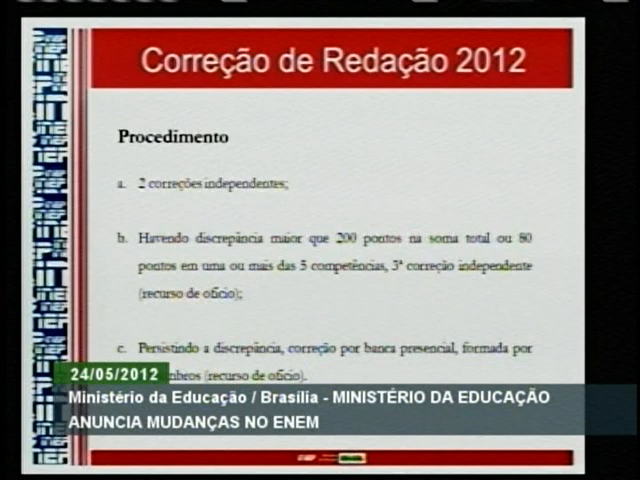 Correção de Redação 2012
Procedimento
a. 2 correções independentes;
b. Havendo discrepância maior que 200 pontos na soma total ou 80
pontos em uma ou mais das 5 competências, 3ª correção independente
(recurso de oficio);
c. Persistindo a discrepância, correção por banca presencial, formada por
(recurso de oficio).
24/05/2012
Ministério da Educação / Brasília - MINISTÉRIO DA EDUCAÇÃO
ANUNCIA MUDANÇAS NO ENEM